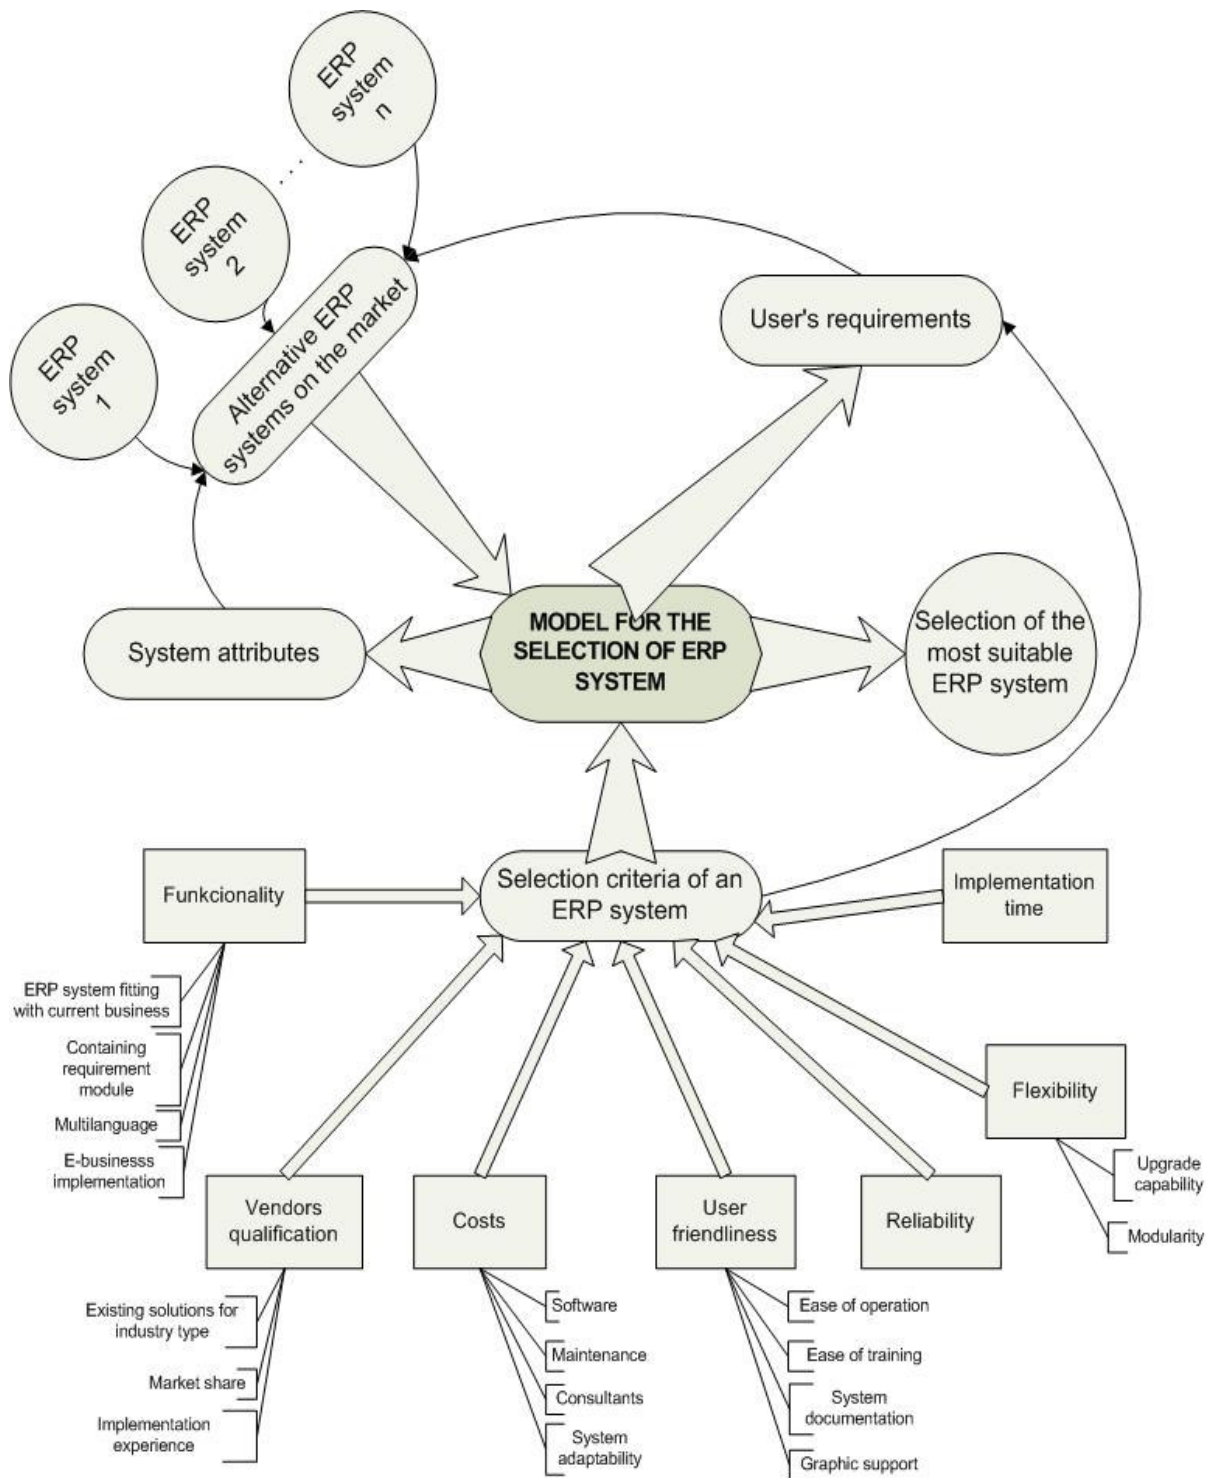 ERP
system
n
ERP
system
2
ERP
system
1
Alternative ERP
systems on the market
User's requirements
System attributes
MODEL FOR THE
SELECTION OF ERP
SYSTEM
Selection of the
most suitable
ERP system
Selection criteria of an
ERP system
Funkcionality
Implementation
time
ERP system fitting
with current business
Containing
requirement
module
Multilanguage
E-businesss
implementation
Flexibility
Upgrade
capability
Modularity
Vendors
qualification
Costs
User
friendliness
Reliability
Existing solutions for
industry type
Market share
Implementation
experience
Software
Maintenance
Consultants
System
adaptability
Ease of operation
Ease of training
System
documentation
Graphic support